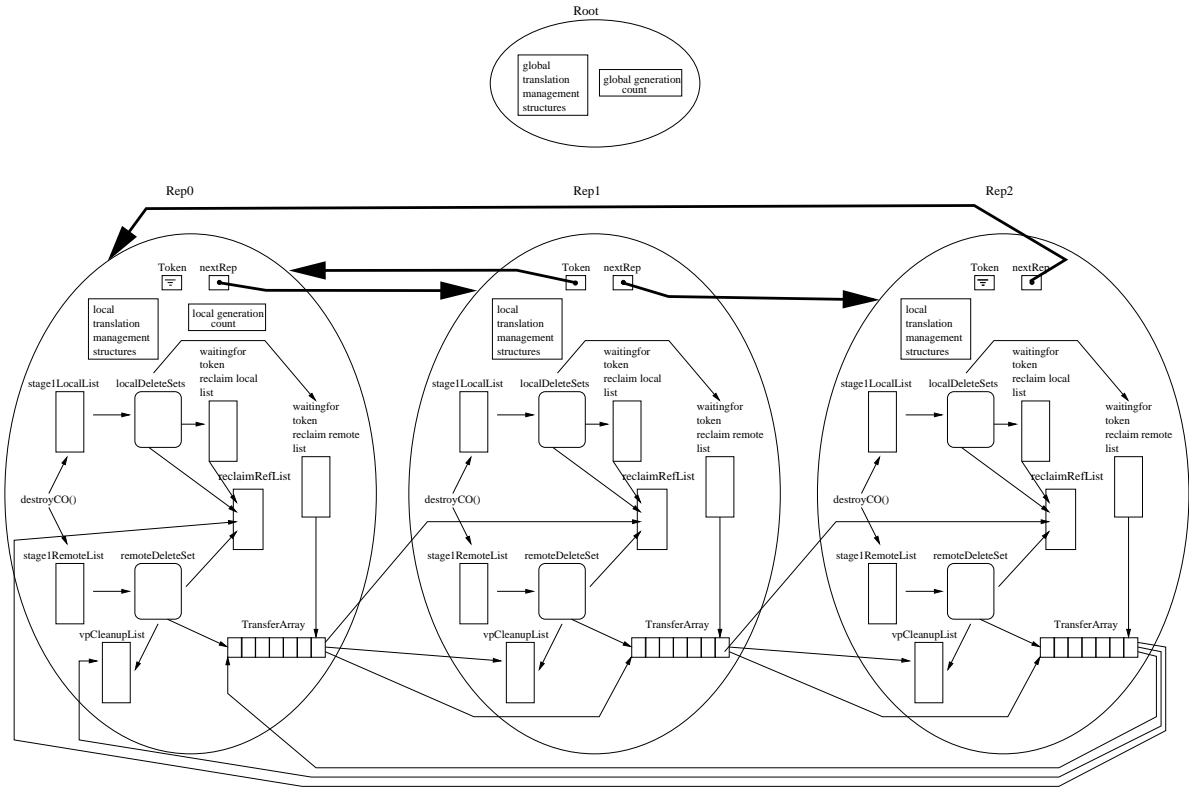 Root
global
translation
management
structures
global generation
count
Rep0
Rep1
Rep2
Token
nextRep
local
translation
management
structures
local generation
count
waitingfor
token
reclaim local
list
stage1LocalList
localDeleteSets
waitingfor
token
reclaim remote
list
reclaimRefList
destroyCO()
stage1RemoteList
remoteDeleteSet
TransferArray
vpCleanupList
Token
nextRep
local
translation
management
structures
waitingfor
token
reclaim local
list
stage1LocalList
localDeleteSets
waitingfor
token
reclaim remote
list
reclaimRefList
destroyCO()
stage1RemoteList
remoteDeleteSet
TransferArray
vpCleanupList
Token
nextRep
local
translation
management
structures
waitingfor
token
reclaim local
list
stage1LocalList
localDeleteSets
waitingfor
token
reclaim remote
list
reclaimRefList
destroyCO()
stage1RemoteList
remoteDeleteSet
TransferArray
vpCleanupList